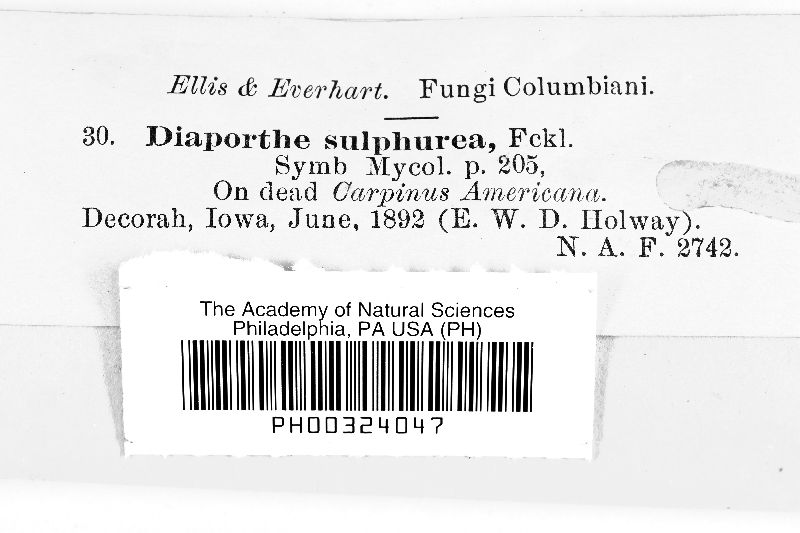 Ellis & Everhart. Fungi Columbiani.
30. Diaporthe sulphurea, Fckl.
Symb Mycol. p. 205,
On dead Carpinus Americana.
Decorah, Iowa, June, 1892 (E. W. D. Holway).
N. A. F. 2742.
The Academy of Natural Sciences
Philadelphia, PA USA (PH)
PH00324047